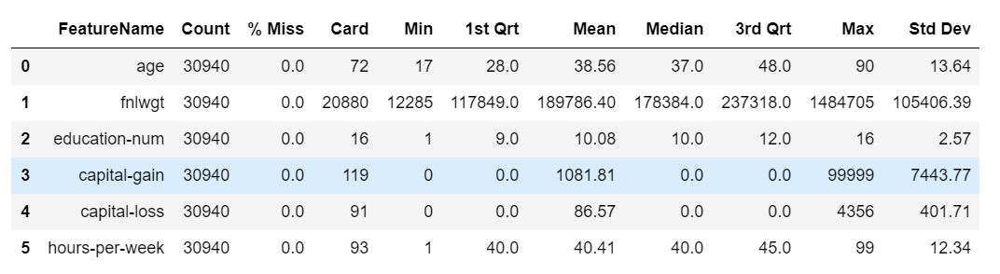 FeatureName Count % Miss Card Min 1st Qrt Mean Median 3rd Qrt Max Std Dev
0 age 30940 0.0 72 17 28.0 38.56 37.0 48.0 90 13.64
1 fnlwgt 30940 0.0 20880 12285 117849.0 189786.40 178384.0 237318.0 1484705 105406.39
2 education-num 30940 0.0 16 1 9.0 10.08 10.0 12.0 16 2.57
3 capital-gain 30940 0.0 119 0 0.0 1081.81 0.0 0.0 99999 7443.77
4 capital-loss 30940 0.0 91 0 0.0 86.57 0.0 0.0 4356 401.71
5 hours-per-week 30940 0.0 93 1 40.0 40.41 40.0 45.0 99 12.34